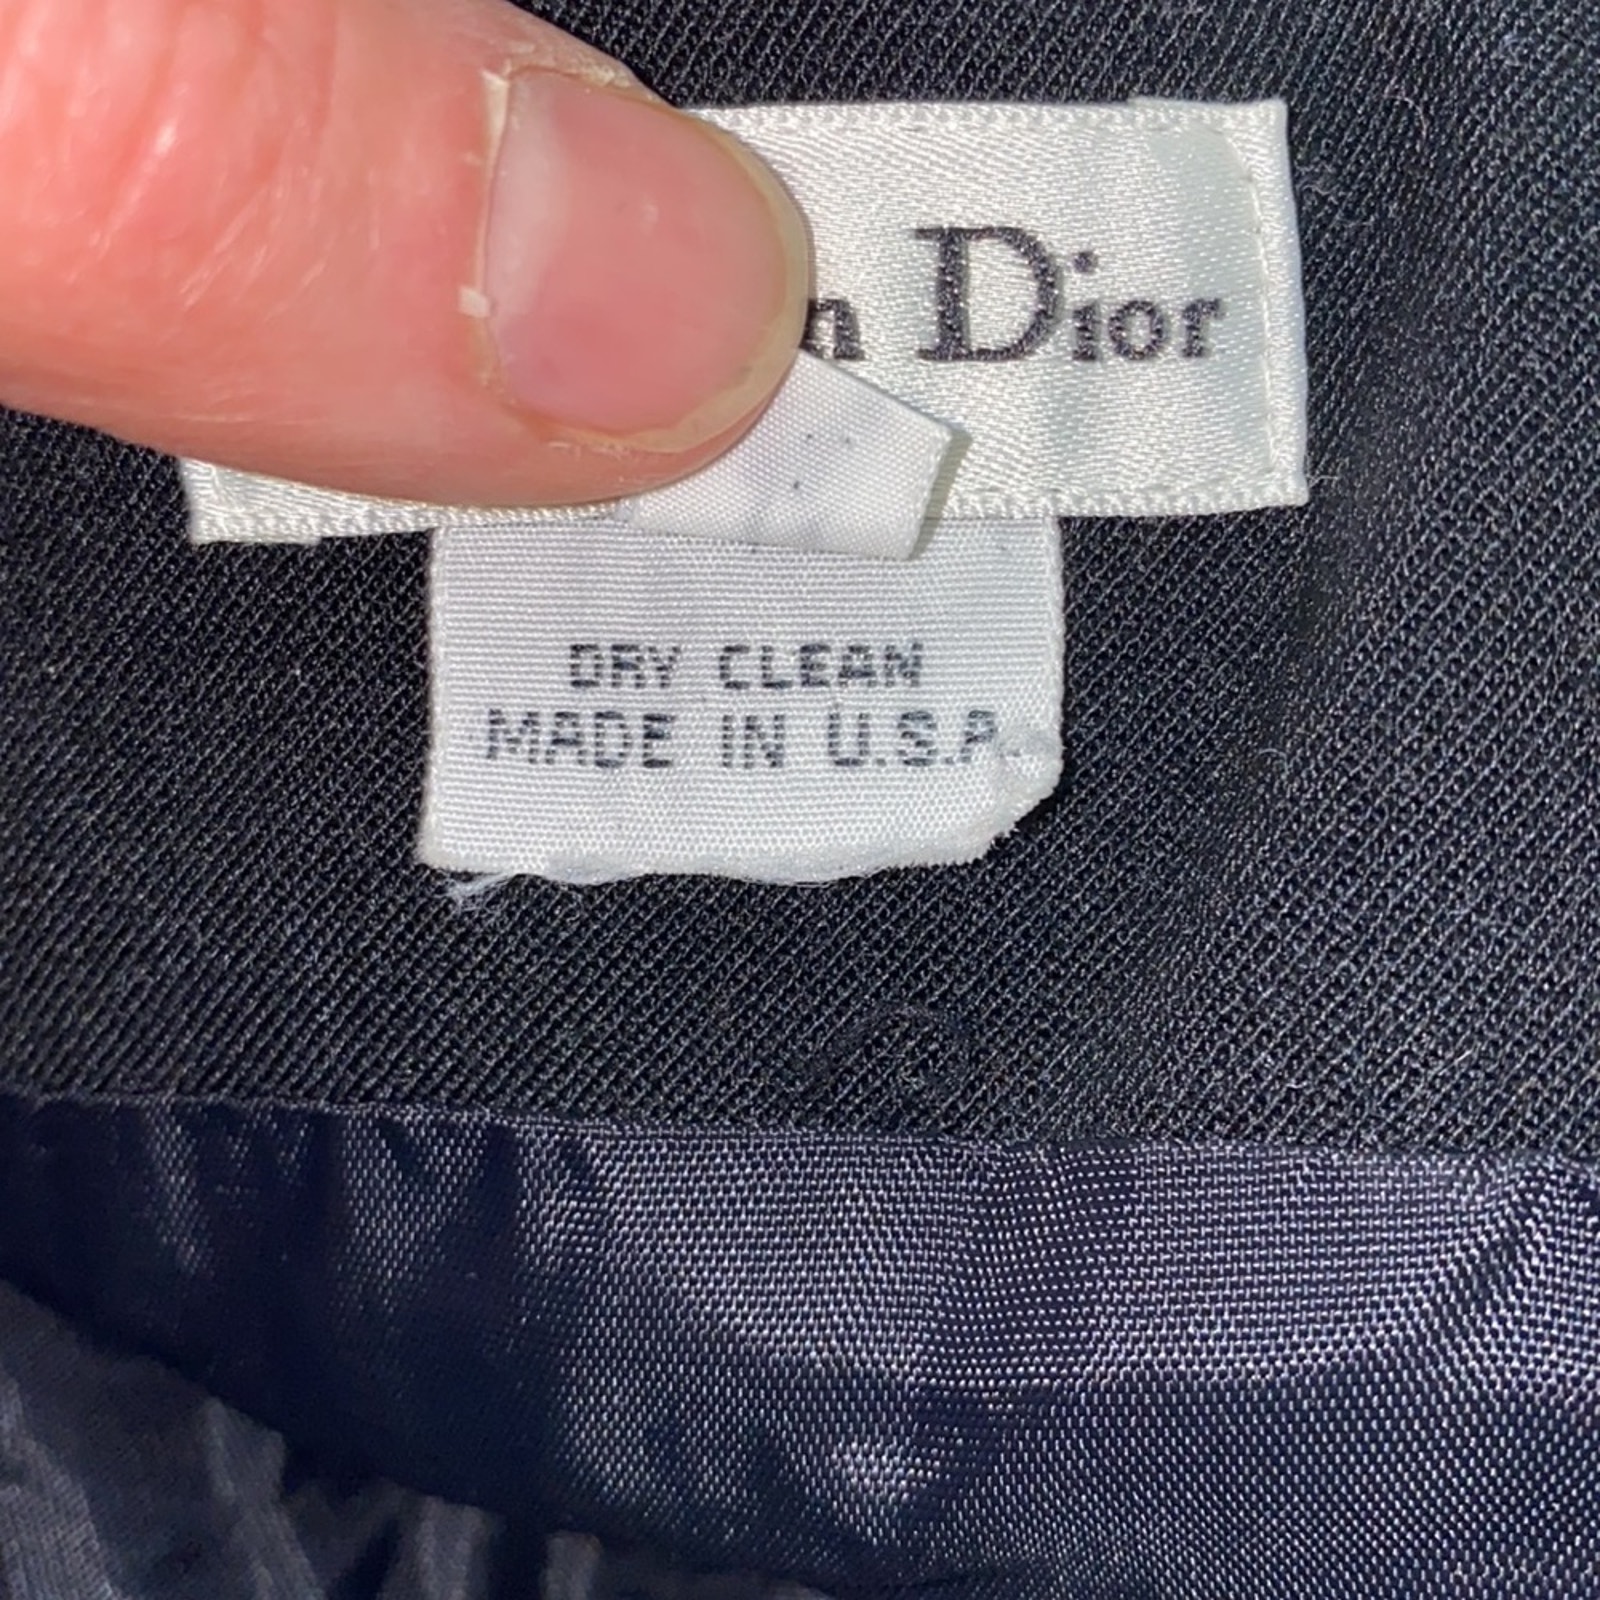 n Dior
DRY CLEAN
MADE IN U.S.A.